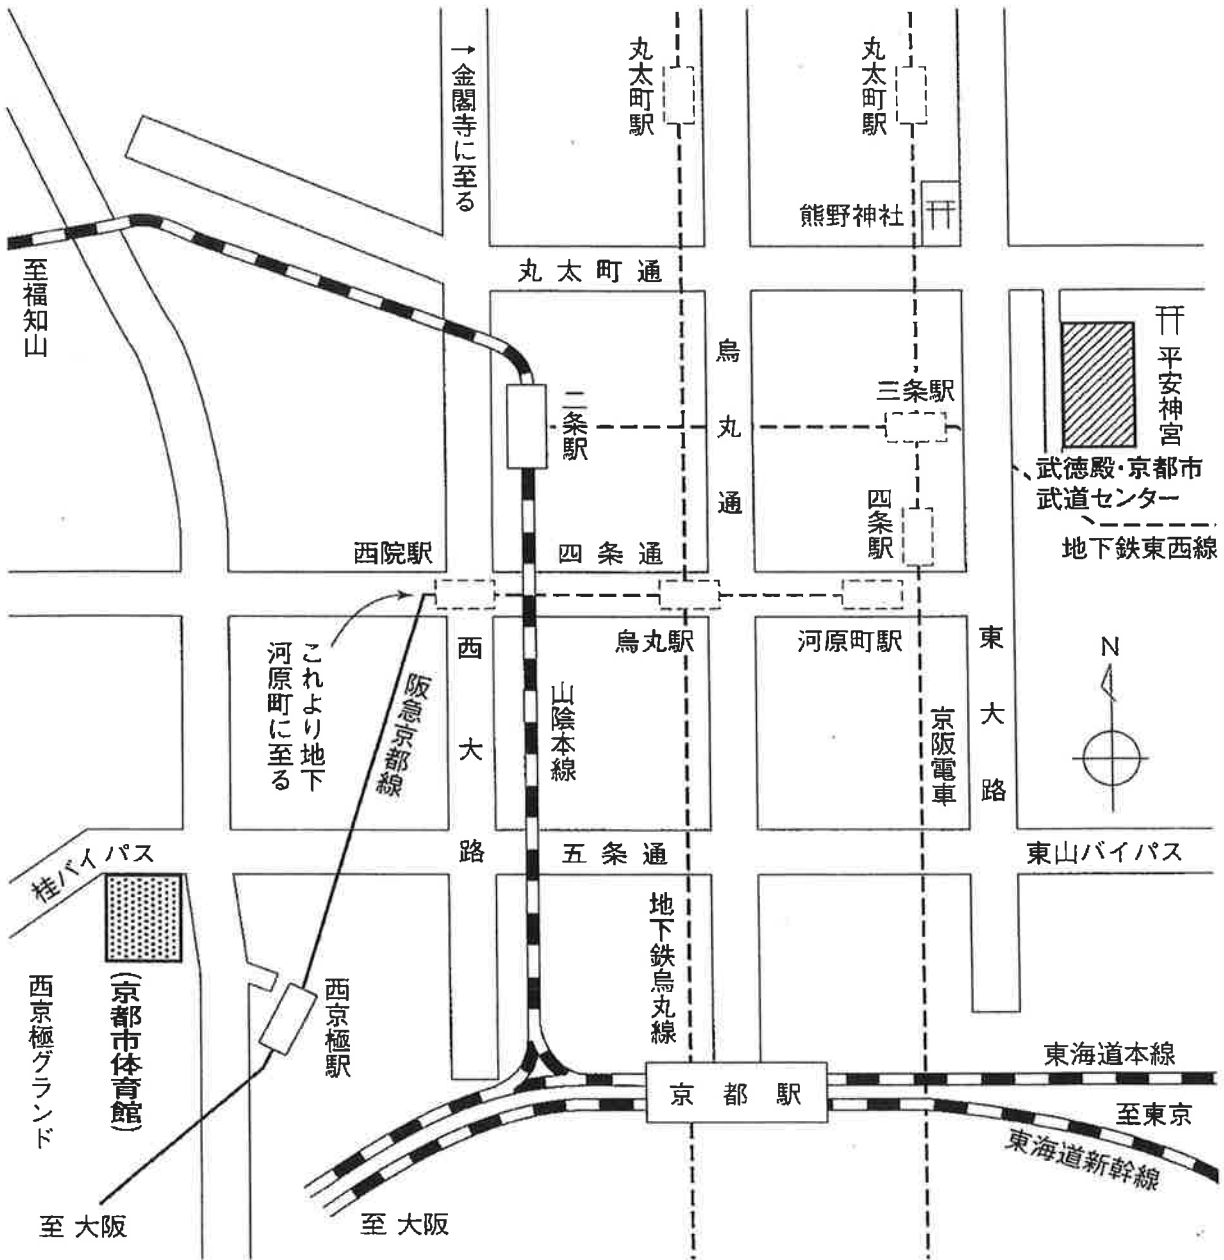 →金閣寺に至る
丸太町駅
丸太町駅
熊野神社
丸太町通
至福知山
烏丸通
平安神宮
二条駅
三条駅
武徳殿・京都市
武道センター
四条駅
地下鉄東西線
西院駅
四条通
烏丸駅
河原町駅
これより地下
河原町に至る
阪急京都線
西大路
山陰本線
京阪電車
東大路
N
桂バイパス
五条通
東山バイパス
地下鉄烏丸線
西京極グランド
(京都市体育館)
西京極駅
東海道本線
京都駅
至東京
東海道新幹線
至 大阪
至 大阪